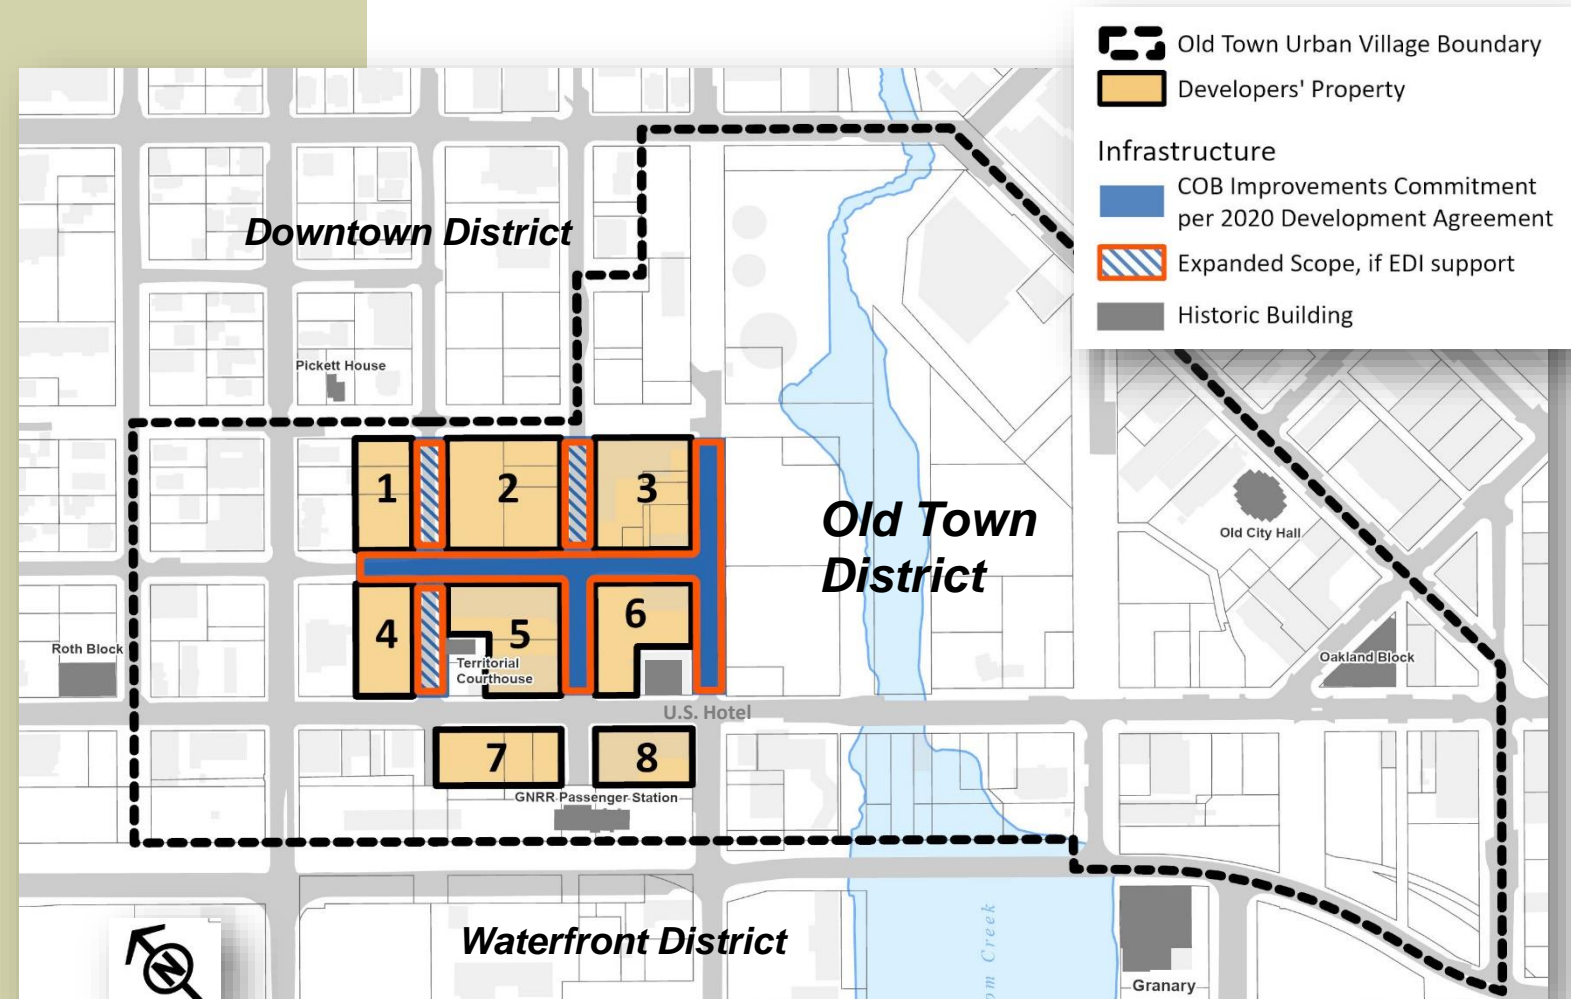 Old Town Urban Village Boundary
Developers' Property
Infrastructure
COB Improvements Commitment
per 2020 Development Agreement
Expanded Scope, if EDI support
Historic Building
Downtown District
Pickett House
1
2
3
Old Town
District
Old City Hall
4
5
6
Roth Block
Territorial
Courthouse
Oakland Block
U.S. Hotel
7
8
GNRR Passenger Station
Waterfront District
Creek
Granary
N